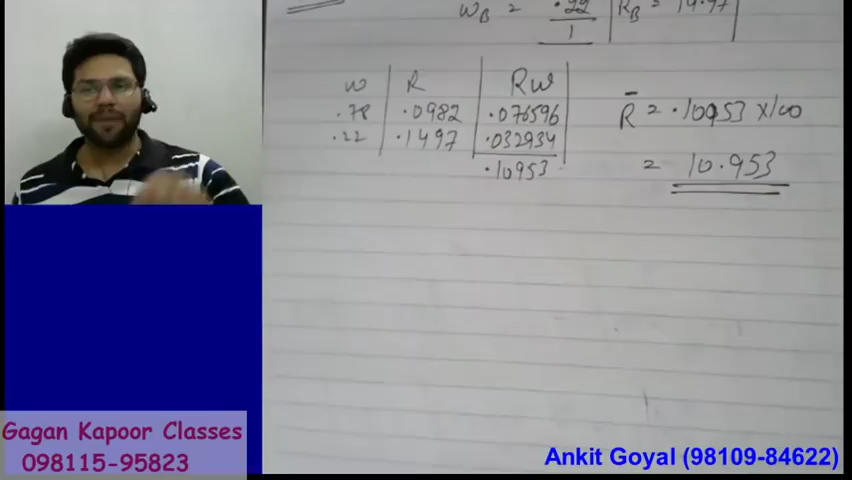 W_B = .22 R_B = 14.97
1
W R RW
.78 .0982 .076596
.22 .1497 .032934
.10953
R̄ = .10953 × 100
= 10.953
Gagan Kapoor Classes
098115-95823
Ankit Goyal (98109-84622)